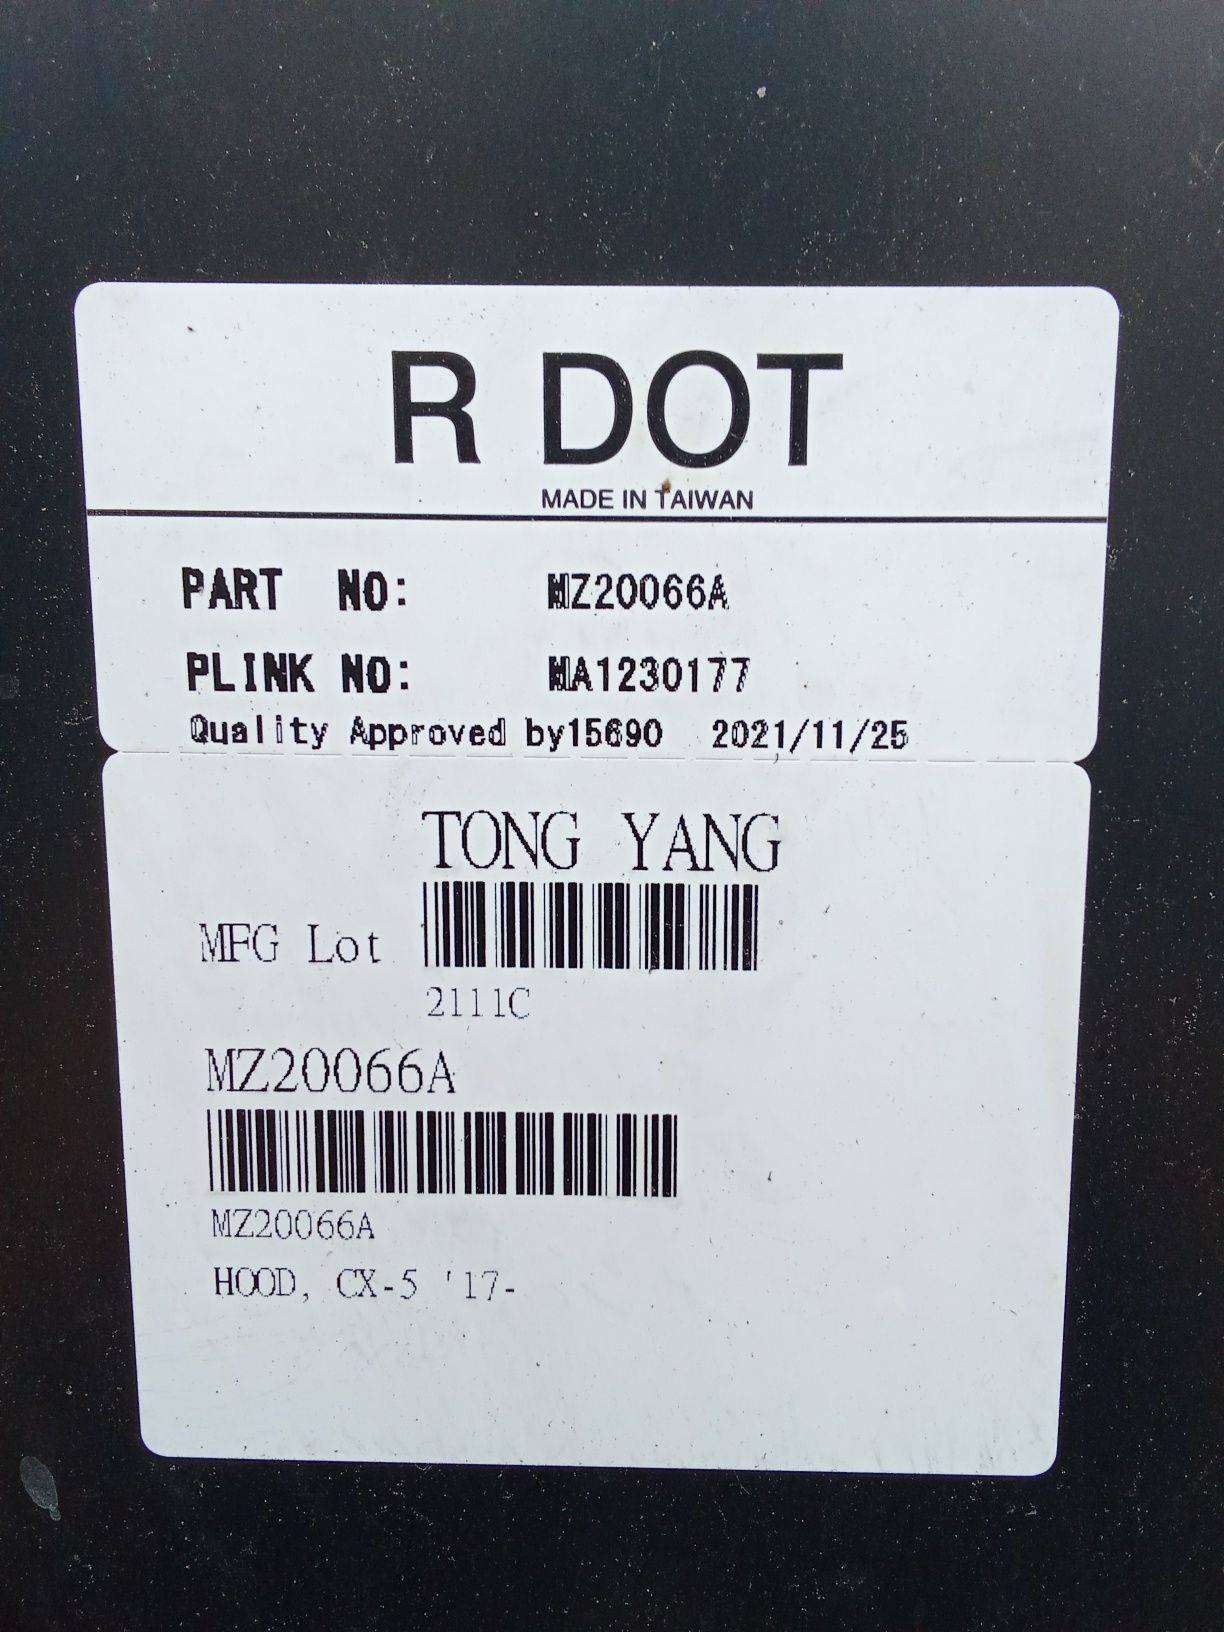 R DOT
MADE IN TAIWAN
PART NO: MZ20066A
PLINK NO: MA1230177
Quality Approved by15690 2021/11/25
TONG YANG
MFG Lot
2111C
MZ20066A
MZ20066A
HOOD, CX-5 '17-